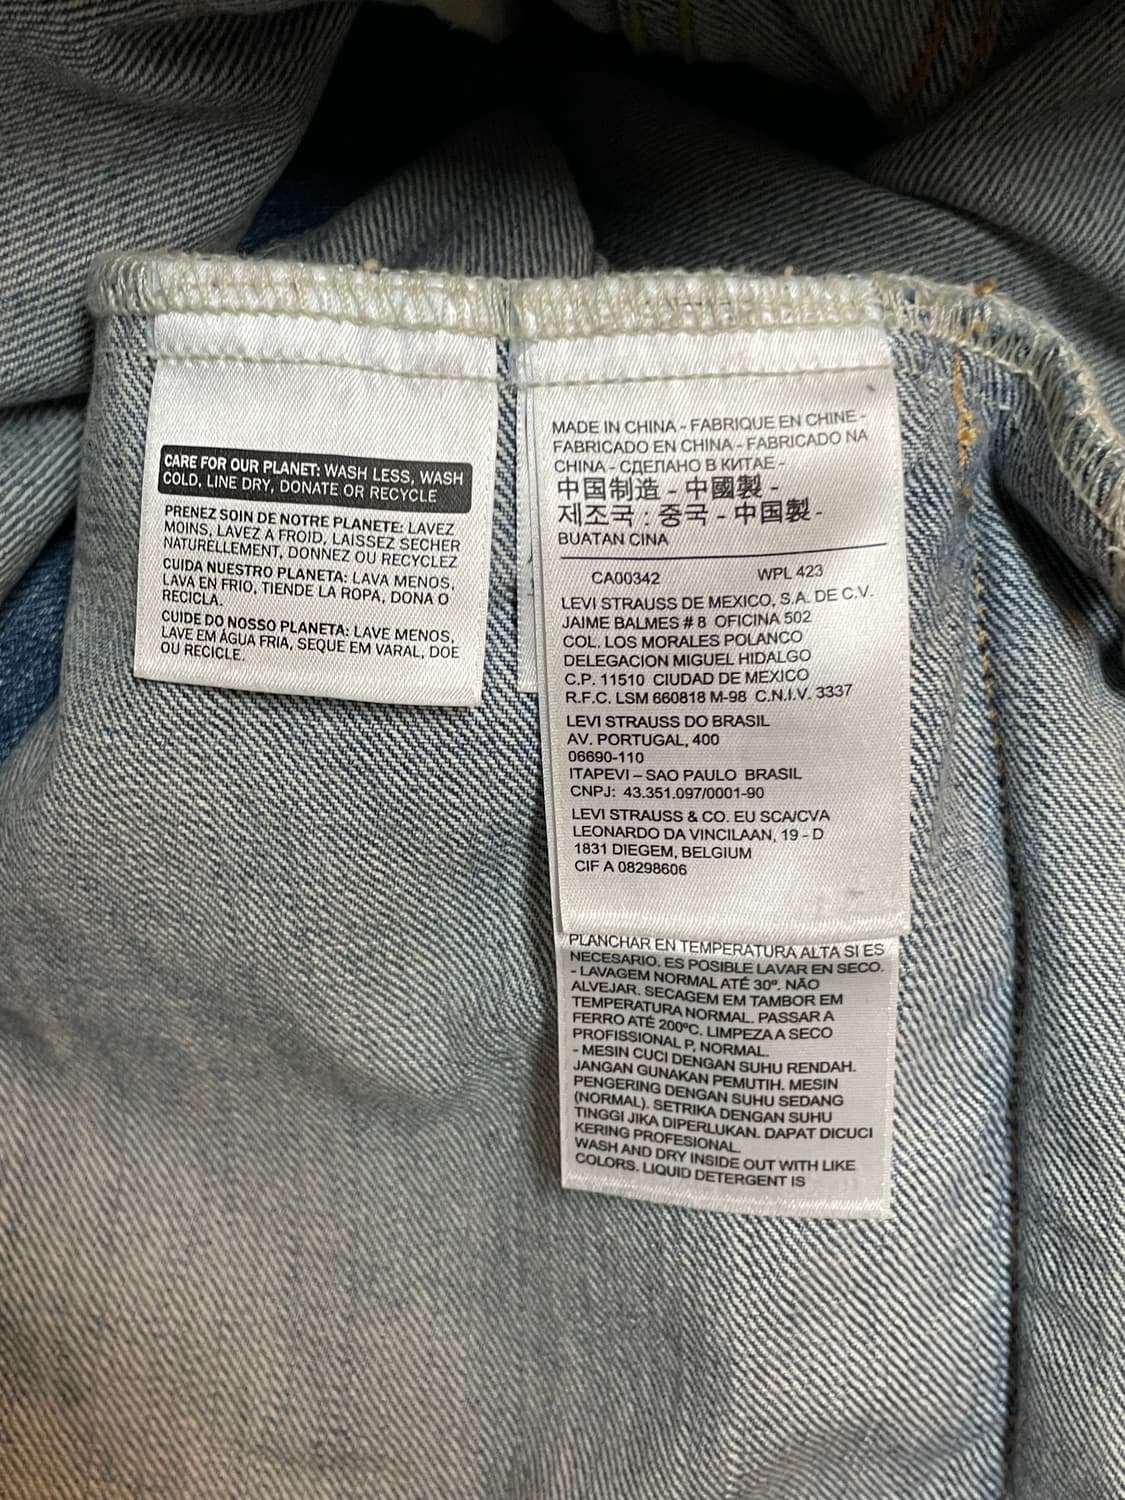 CARE FOR OUR PLANET: WASH LESS, WASH
COLD, LINE DRY, DONATE OR RECYCLE
PRENEZ SOIN DE NOTRE PLANETE: LAVEZ
MOINS, LAVEZ A FROID, LAISSEZ SECHER
NATURELLEMENT, DONNEZ OU RECYCLEZ
CUIDA NUESTRO PLANETA: LAVA MENOS,
LAVA EN FRIO, TIENDE LA ROPA, DONA O
RECICLA.
CUIDE DO NOSSO PLANETA: LAVE MENOS,
LAVE EM ÁGUA FRIA, SEQUE EM VARAL, DOE
OU RECICLE.
MADE IN CHINA - FABRIQUE EN CHINE -
FABRICADO EN CHINA - FABRICADO NA
CHINA - СДЕЛАНО В КИТАЕ -
中国制造 - 中國製 -
제조국 : 중국 - 中国製 -
BUATAN CINA
CA00342 WPL 423
LEVI STRAUSS DE MEXICO, S.A. DE C.V.
JAIME BALMES # 8 OFICINA 502
COL. LOS MORALES POLANCO
DELEGACION MIGUEL HIDALGO
C.P. 11510 CIUDAD DE MEXICO
R.F.C. LSM 660818 M-98 C.N.I.V. 3337
LEVI STRAUSS DO BRASIL
AV. PORTUGAL, 400
06690-110
ITAPEVI – SAO PAULO BRASIL
CNPJ: 43.351.097/0001-90
LEVI STRAUSS & CO. EU SCA/CVA
LEONARDO DA VINCILAAN, 19 - D
1831 DIEGEM, BELGIUM
CIF A 08298606
PLANCHAR EN TEMPERATURA ALTA SI ES
NECESARIO. ES POSIBLE LAVAR EN SECO.
- LAVAGEM NORMAL ATÉ 30º. NÃO
ALVEJAR. SECAGEM EM TAMBOR EM
TEMPERATURA NORMAL. PASSAR A
FERRO ATÉ 200ºC. LIMPEZA A SECO
PROFISSIONAL P, NORMAL.
- MESIN CUCI DENGAN SUHU RENDAH.
JANGAN GUNAKAN PEMUTIH. MESIN
PENGERING DENGAN SUHU SEDANG
(NORMAL). SETRIKA DENGAN SUHU
TINGGI JIKA DIPERLUKAN. DAPAT DICUCI
KERING PROFESIONAL.
WASH AND DRY INSIDE OUT WITH LIKE
COLORS. LIQUID DETERGENT IS